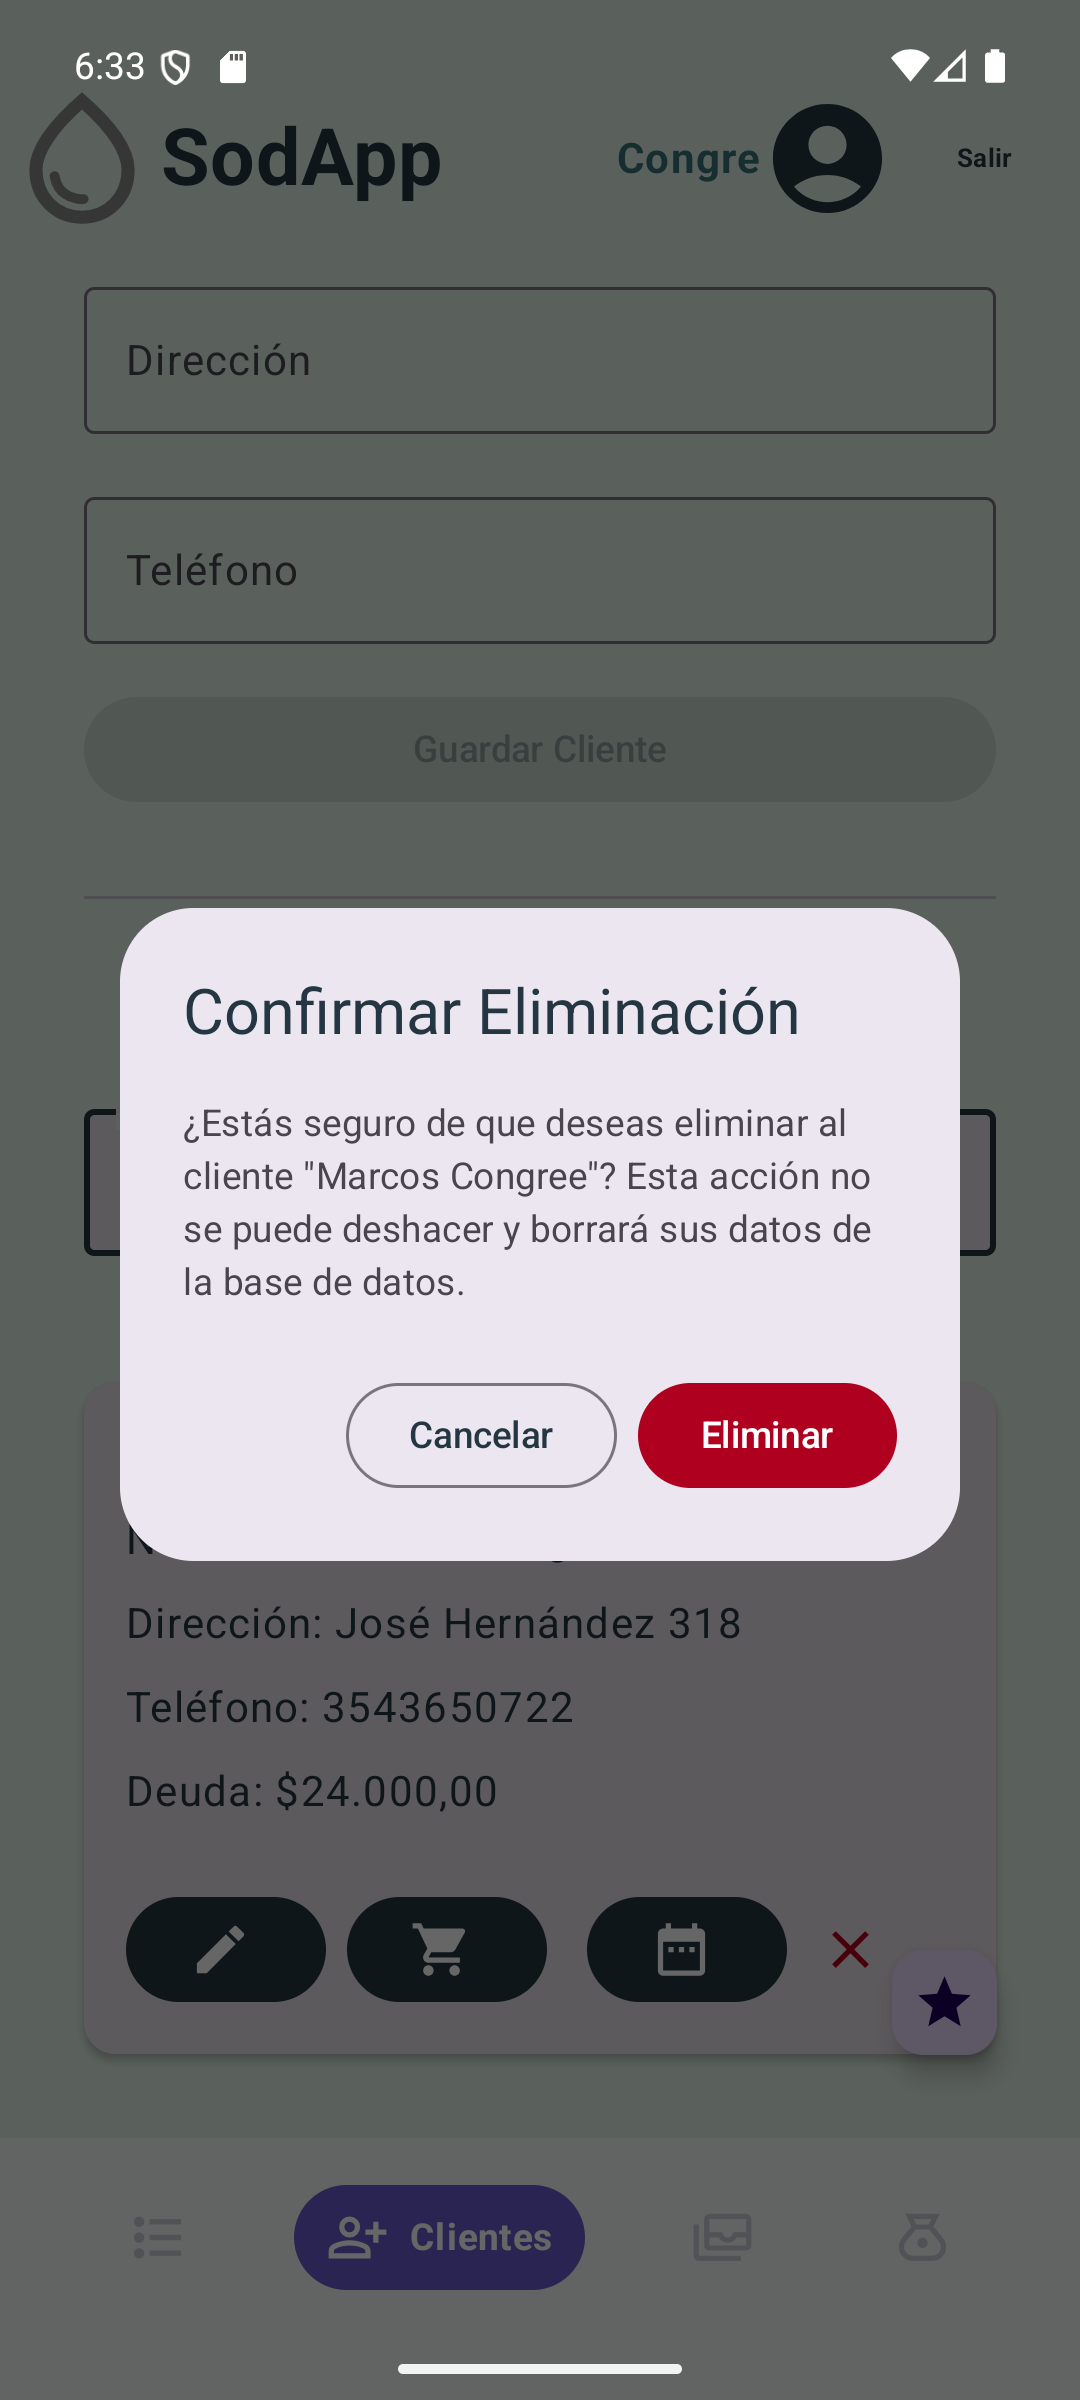 6:33
SodApp
Congre
Salir
Dirección
Teléfono
Guardar Cliente
Confirmar Eliminación
¿Estás seguro de que deseas eliminar al
cliente "Marcos Congree"? Esta acción no
se puede deshacer y borrará sus datos de
la base de datos.
Cancelar
Eliminar
Dirección: José Hernández 318
Teléfono: 3543650722
Deuda: $24.000,00
Clientes